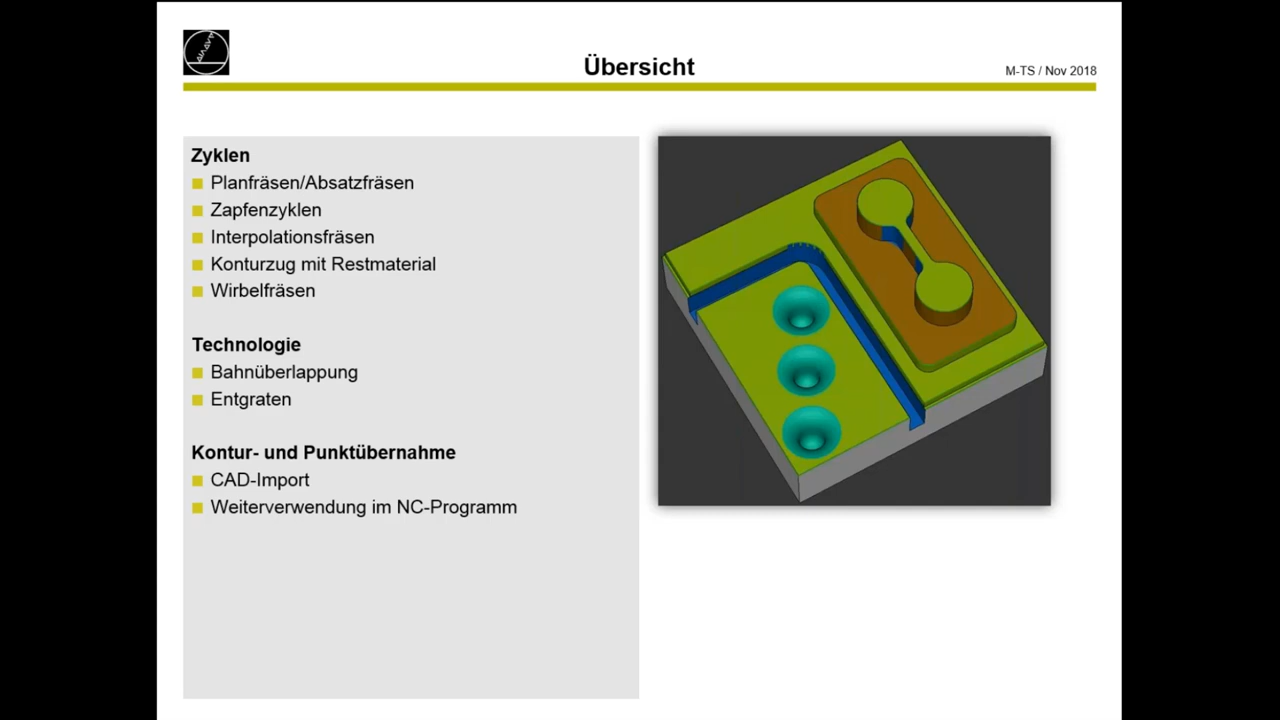 Übersicht
M-TS / Nov 2018
Zyklen
Planfräsen/Absatzfräsen
Zapfenzyklen
Interpolationsfräsen
Konturzug mit Restmaterial
Wirbelfräsen
Technologie
Bahnüberlappung
Entgraten
Kontur- und Punktübernahme
CAD-Import
Weiterverwendung im NC-Programm